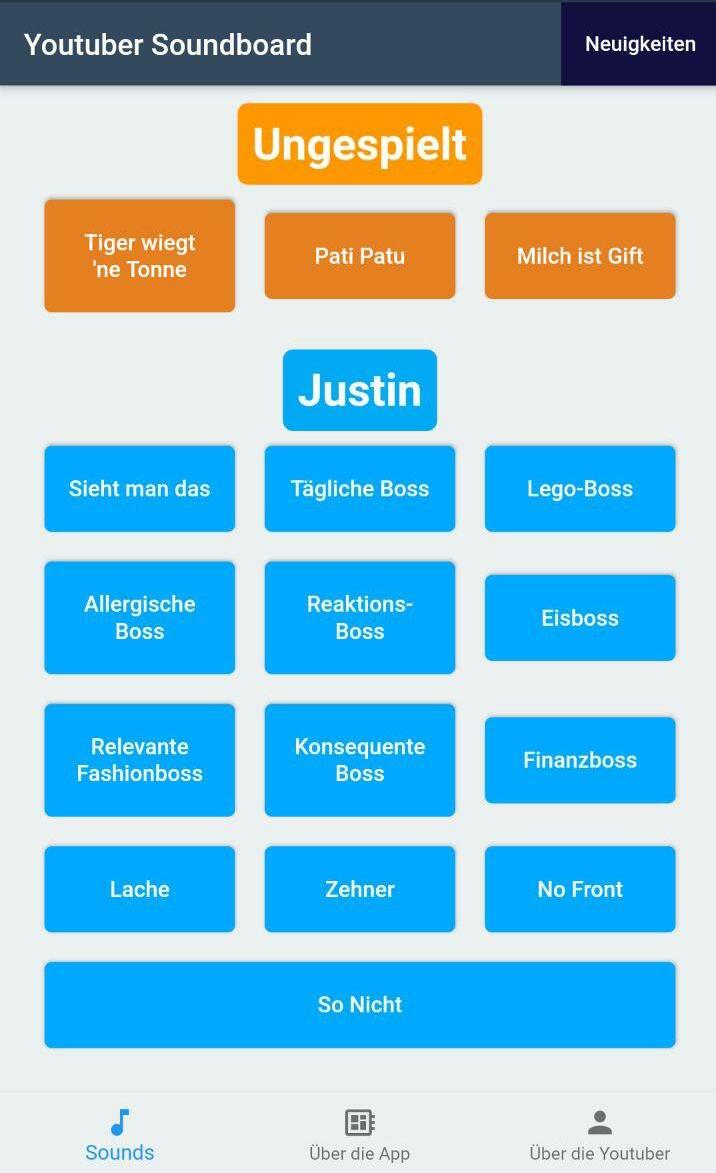 Youtuber Soundboard
Neuigkeiten
Ungespielt
Tiger wiegt
'ne Tonne
Pati Patu
Milch ist Gift
Justin
Sieht man das
Tägliche Boss
Lego-Boss
Allergische
Boss
Reaktions-
Boss
Eisboss
Relevante
Fashionboss
Konsequente
Boss
Finanzboss
Lache
Zehner
No Front
So Nicht
Sounds
Über die App
Über die Youtuber